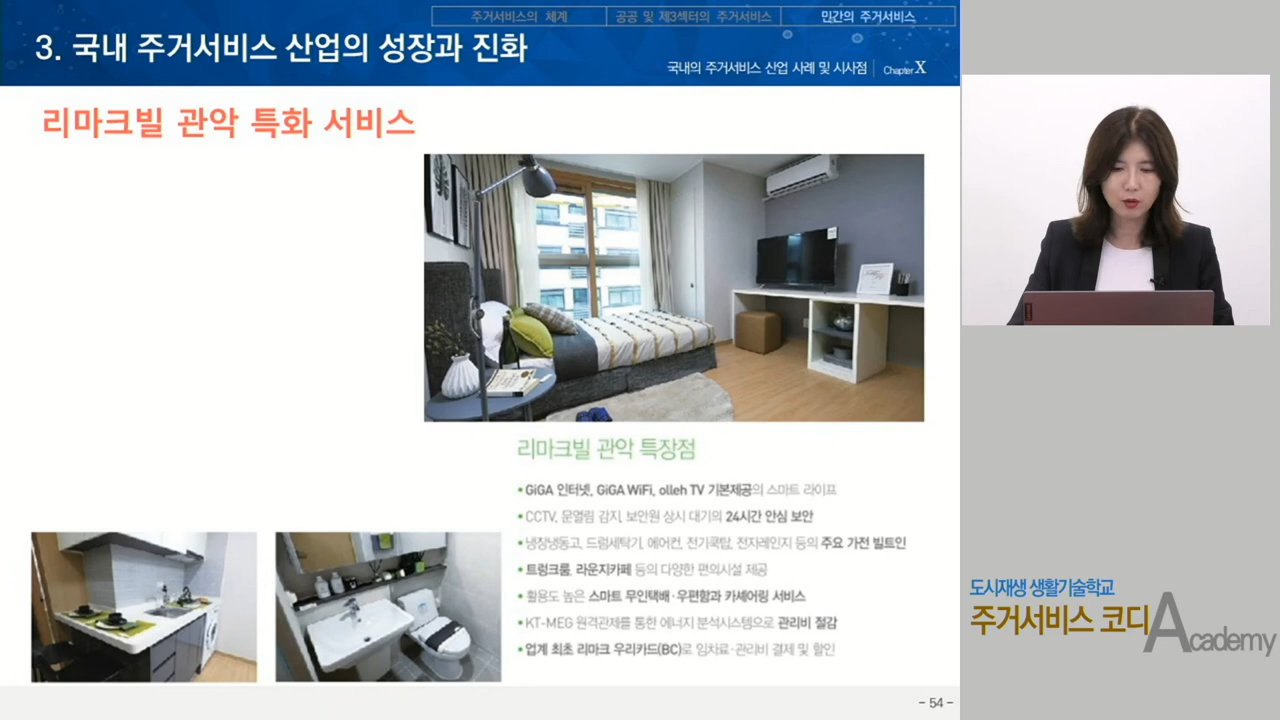 주거서비스의 체계
공공 및 제3섹터의 주거서비스
민간의 주거서비스
3. 국내 주거서비스 산업의 성장과 진화
국내의 주거서비스 산업 사례 및 시사점 Chapter X
리마크빌 관악 특화 서비스
리마크빌 관악 특장점
• GiGA 인터넷, GiGA WiFi, olleh TV 기본제공의 스마트 라이프
• CCTV, 문열림 감지, 보안원 상시 대기의 24시간 안심 보안
• 냉장냉동고, 드럼세탁기, 에어컨, 전기쿡탑, 전자레인지 등의 주요 가전 빌트인
• 트렁크룸, 라운지카페 등의 다양한 편의시설 제공
• 활용도 높은 스마트 무인택배·우편함과 카셰어링 서비스
• KT-MEG 원격관제를 통한 에너지 분석시스템으로 관리비 절감
• 업계 최초 리마크 우리카드(BC)로 임차료·관리비 결제 및 할인
도시재생 생활기술학교
주거서비스 코디 Academy
- 54 -